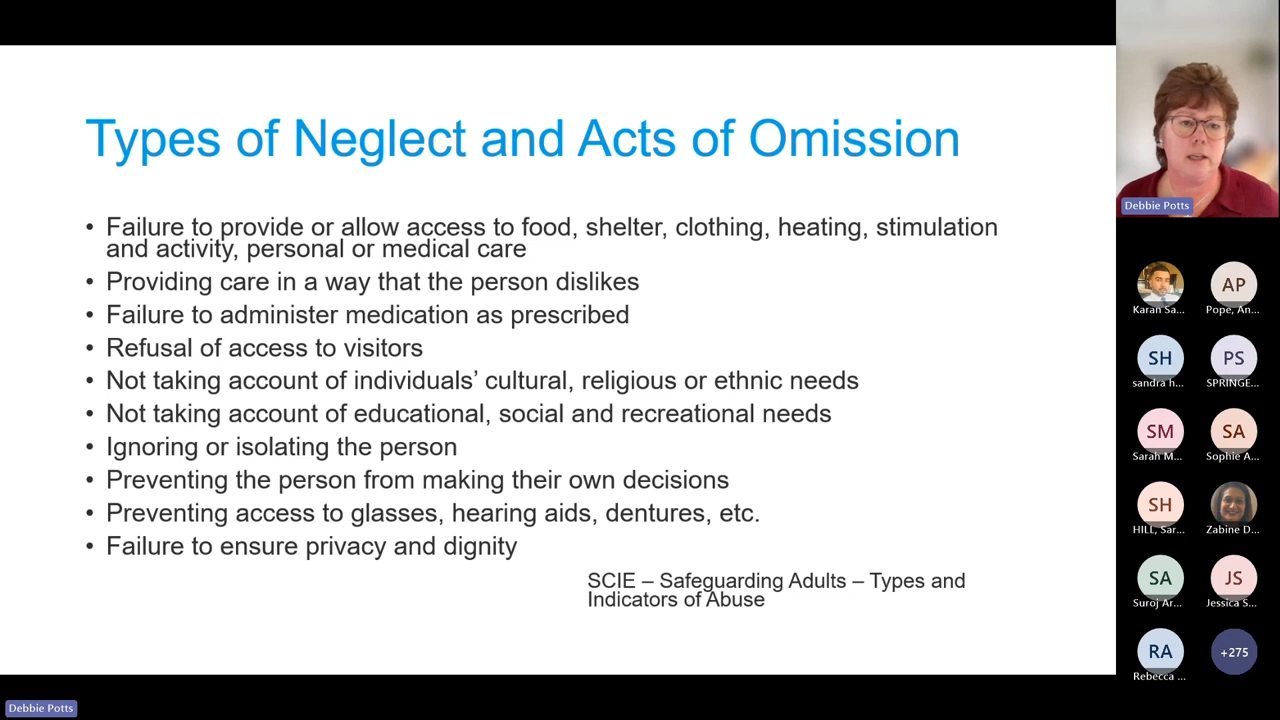 Types of Neglect and Acts of Omission
• Failure to provide or allow access to food, shelter, clothing, heating, stimulation
and activity, personal or medical care
• Providing care in a way that the person dislikes
• Failure to administer medication as prescribed
• Refusal of access to visitors
• Not taking account of individuals’ cultural, religious or ethnic needs
• Not taking account of educational, social and recreational needs
• Ignoring or isolating the person
• Preventing the person from making their own decisions
• Preventing access to glasses, hearing aids, dentures, etc.
• Failure to ensure privacy and dignity
SCIE – Safeguarding Adults – Types and
Indicators of Abuse
Debbie Potts
Debbie Potts
AP
Karan Sa...
Pope, An...
SH
PS
sandra h...
SPRINGE...
SM
SA
Sarah M...
Sophie A...
SH
HILL, Sar...
Zabine D...
SA
JS
Suroj Ar...
Jessica S...
RA
+275
Rebecca ...